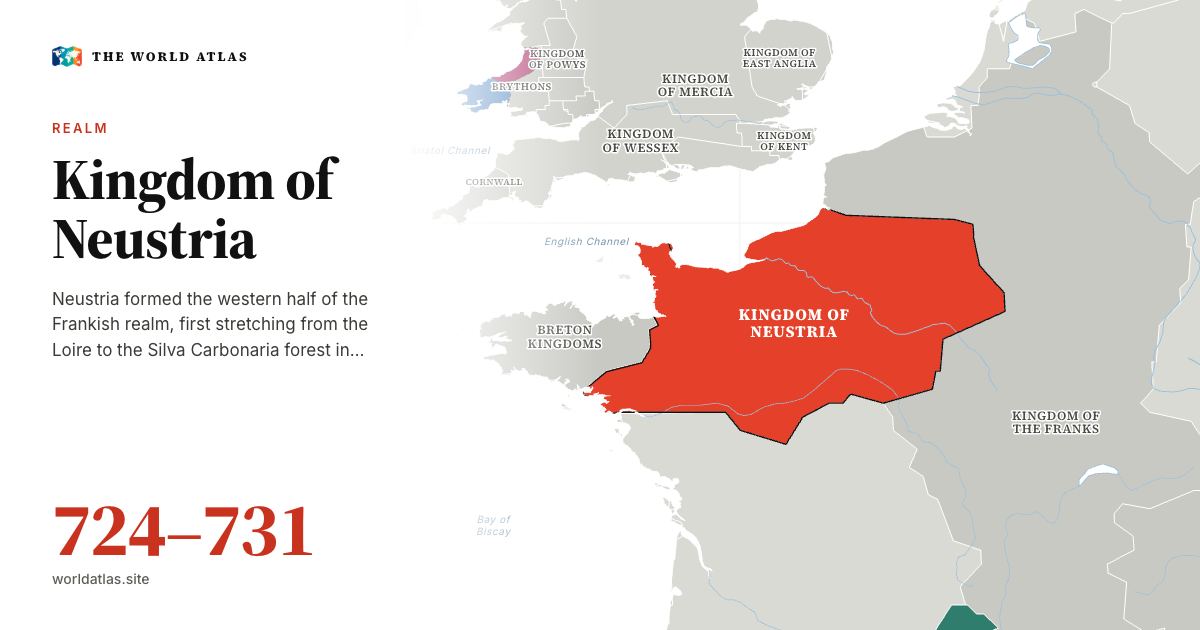 THE WORLD ATLAS
REALM
Kingdom of
Neustria
Neustria formed the western half of the
Frankish realm, first stretching from the
Loire to the Silva Carbonaria forest in...
724–731
worldatlas.site
KINGDOM
OF POWYS
BRYTHONS
KINGDOM OF
EAST ANGLIA
KINGDOM
OF MERCIA
KINGDOM
OF WESSEX
KINGDOM
OF KENT
Channel
CORNWALL
English Channel
BRETON
KINGDOMS
KINGDOM OF
NEUSTRIA
KINGDOM OF
THE FRANKS
Bay of
Biscay